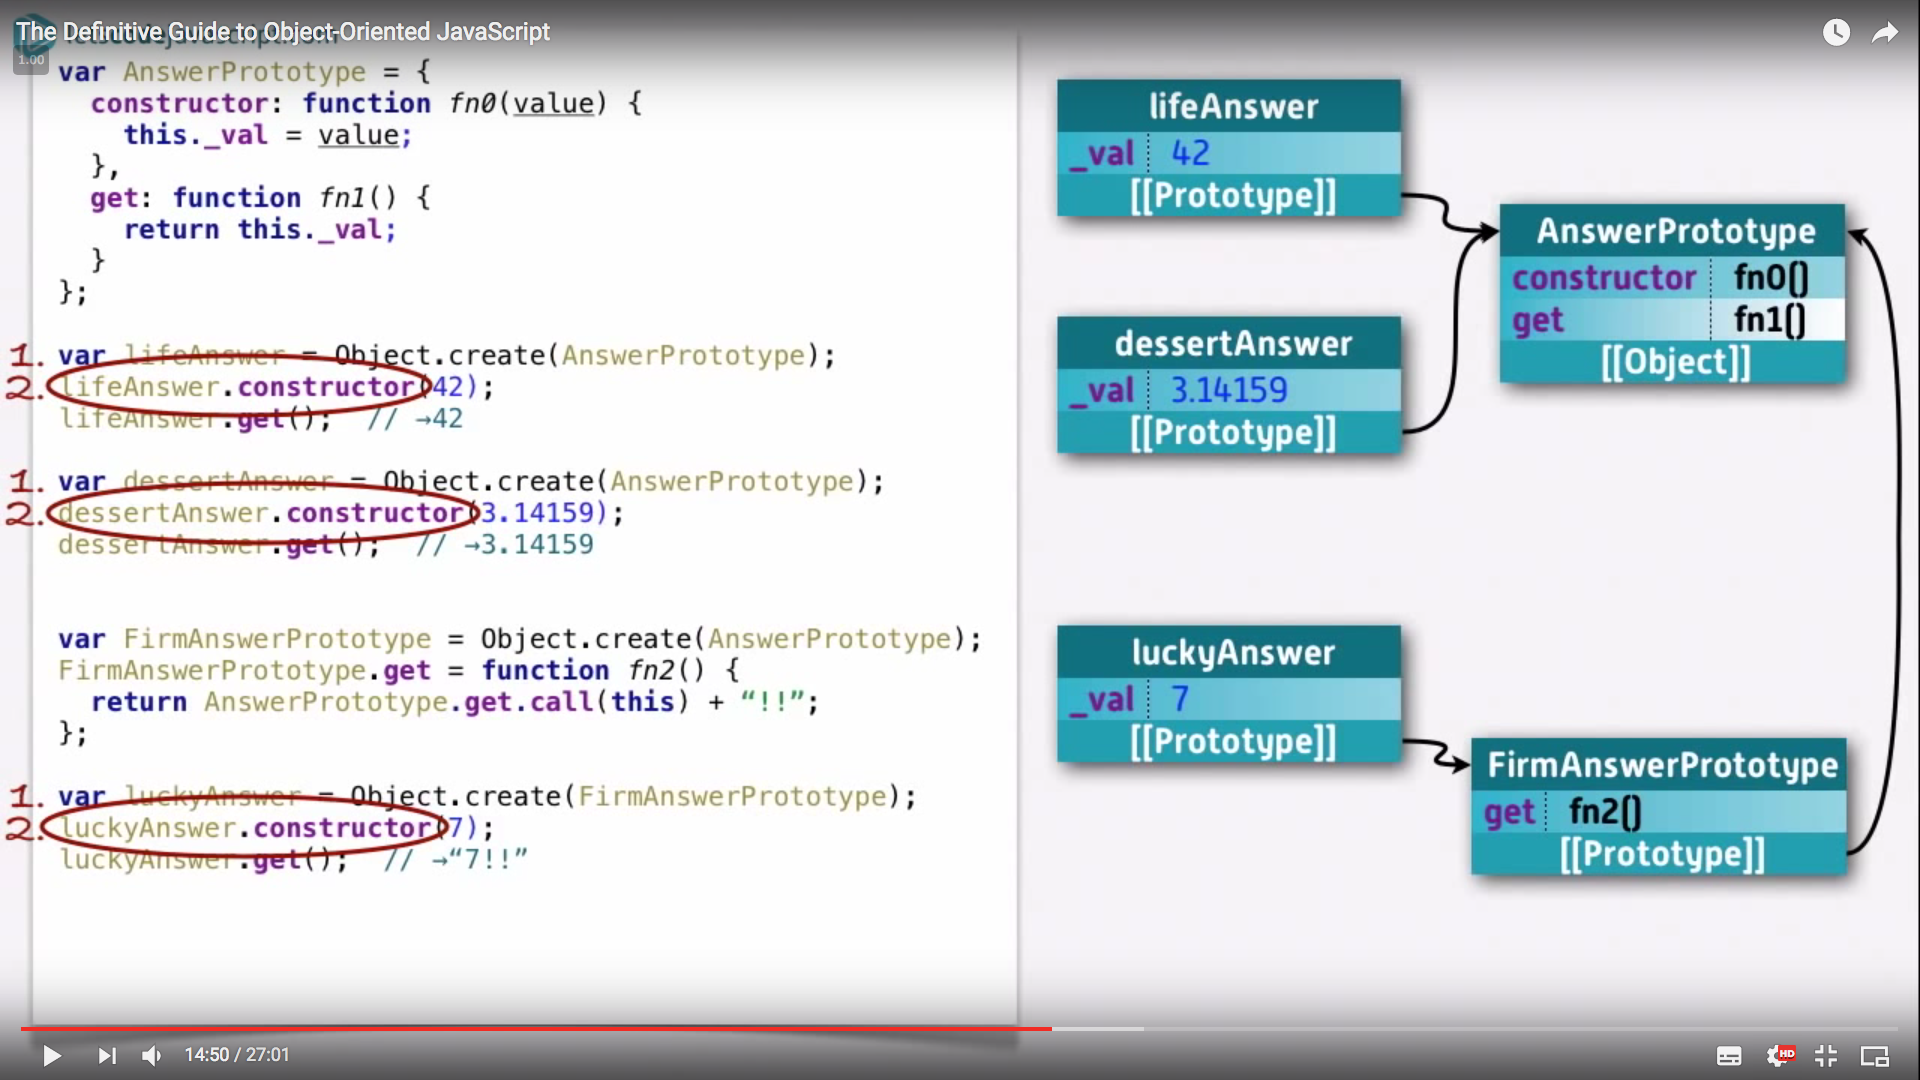 The Definitive Guide to Object-Oriented JavaScript
1.00
var AnswerPrototype = {
constructor: function fn0(value) {
this._val = value;
},
get: function fn1() {
return this._val;
}
};
1. var lifeAnswer = Object.create(AnswerPrototype);
2. lifeAnswer.constructor(42);
lifeAnswer.get(); // →42
1. var dessertAnswer = Object.create(AnswerPrototype);
2. dessertAnswer.constructor(3.14159);
dessertAnswer.get(); // →3.14159
var FirmAnswerPrototype = Object.create(AnswerPrototype);
FirmAnswerPrototype.get = function fn2() {
return AnswerPrototype.get.call(this) + “!!”;
};
1. var luckyAnswer = Object.create(FirmAnswerPrototype);
2. luckyAnswer.constructor(7);
luckyAnswer.get(); // →“7!!”
lifeAnswer
_val 42
[[Prototype]]
dessertAnswer
_val 3.14159
[[Prototype]]
AnswerPrototype
constructor fn0()
get fn1()
[[Object]]
luckyAnswer
_val 7
[[Prototype]]
FirmAnswerPrototype
get fn2()
[[Prototype]]
14:50 / 27:01
HD